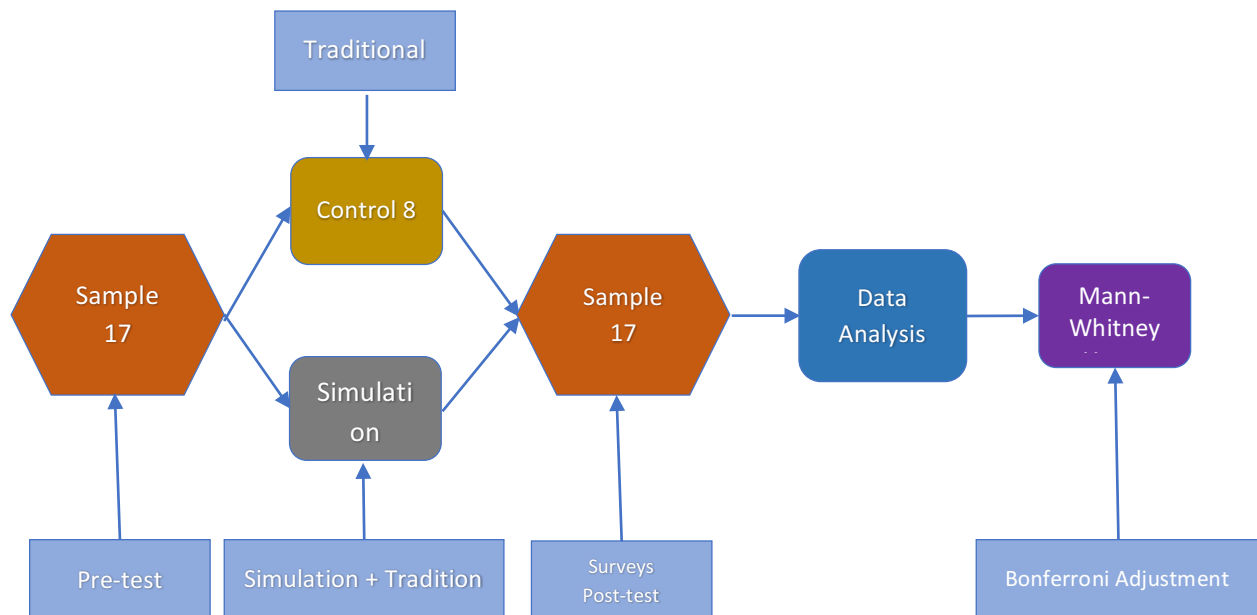 Traditional
Control 8
Sample
17
Simulati
on
Sample
17
Data
Analysis
Mann-
Whitney
Pre-test
Simulation + Tradition
Surveys
Post-test
Bonferroni Adjustment